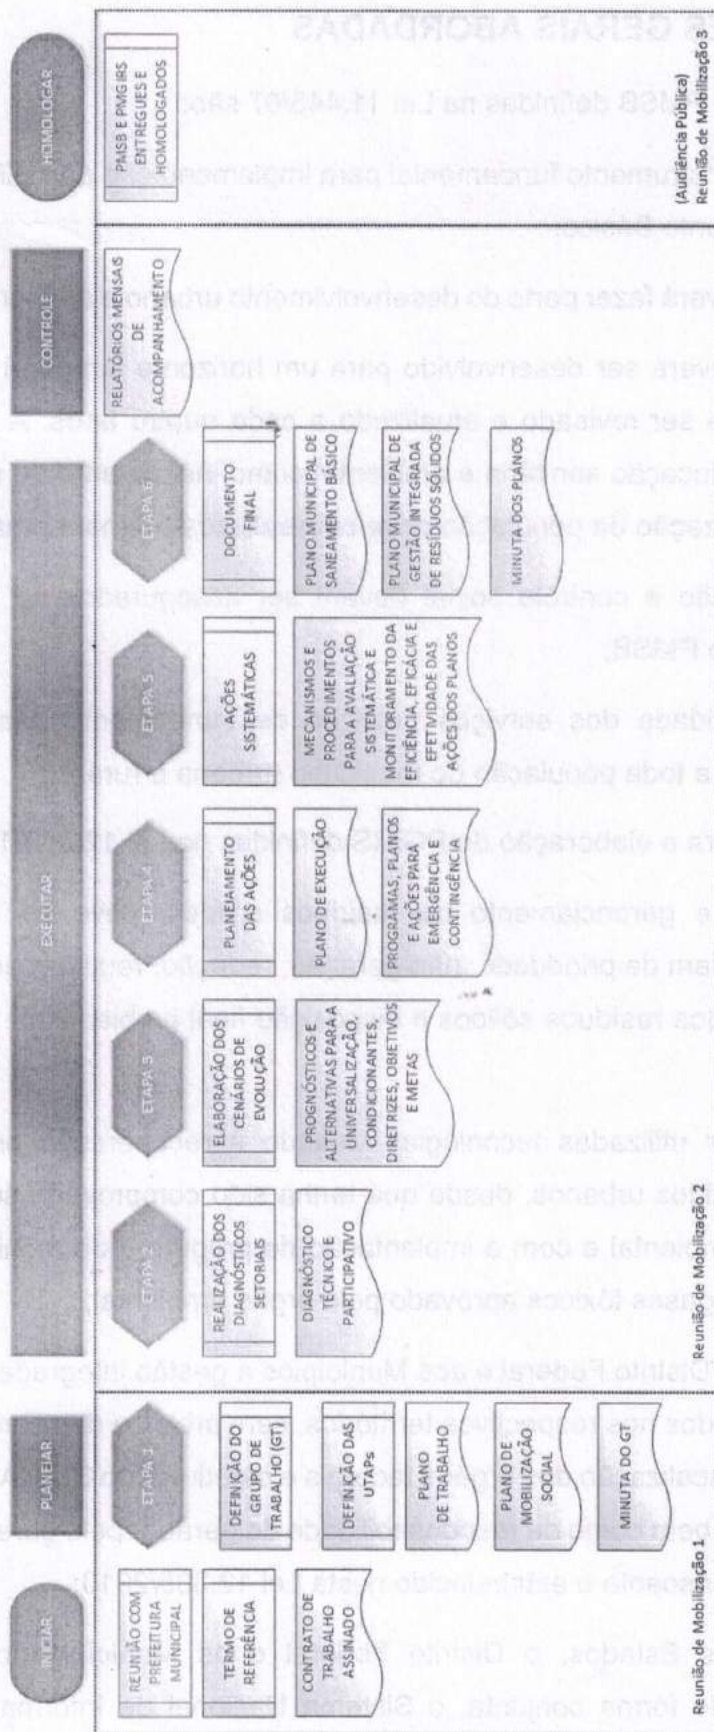 INICIAR
PLANEJAR
EXECUTAR
CONTROLE
HOMOLOGAR
REUNIÃO COM
PREFEITURA
MUNICIPAL
TERMO DE
REFERÊNCIA
CONTRATO DE
TRABALHO
ASSINADO
ETAPA 1
DEFINIÇÃO DO
GRUPO DE
TRABALHO (GT)
DEFINIÇÃO DAS
UTAPs
PLANO
DE TRABALHO
PLANO DE
MOBILIZAÇÃO
SOCIAL
MINUTA DO GT
ETAPA 2
REALIZAÇÃO DOS
DIAGNÓSTICOS
SETORIAIS
DIAGNÓSTICO
TÉCNICO E
PARTICIPATIVO
ETAPA 3
ELABORAÇÃO DOS
CENÁRIOS DE
EVOLUÇÃO
PROGNÓSTICOS E
ALTERNATIVAS PARA A
UNIVERSALIZAÇÃO,
CONDICIONANTES,
DIRETRIZES, OBJETIVOS
E METAS
ETAPA 4
PLANEJAMENTO
DAS AÇÕES
PLANO DE EXECUÇÃO
PROGRAMAS, PLANOS
E AÇÕES PARA
EMERGÊNCIA E
CONTINGÊNCIA
ETAPA 5
AÇÕES
SISTEMÁTICAS
MECANISMOS E
PROCEDIMENTOS
PARA A AVALIAÇÃO
SISTEMÁTICA E
MONITORAMENTO DA
EFICIÊNCIA, EFICÁCIA E
EFETIVIDADE DAS
AÇÕES DOS PLANOS
ETAPA 6
DOCUMENTO
FINAL
PLANO MUNICIPAL DE
SANEAMENTO BÁSICO
PLANO MUNICIPAL DE
GESTÃO INTEGRADA
DE RESÍDUOS SÓLIDOS
MINUTA DOS PLANOS
RELATÓRIOS MENSAIS
DE
ACOMPANHAMENTO
PMSB E PMGIRS
ENTREGUES E
HOMOLOGADOS
Reunião de Mobilização 1
Reunião de Mobilização 2
(Audiência Pública)
Reunião de Mobilização 3